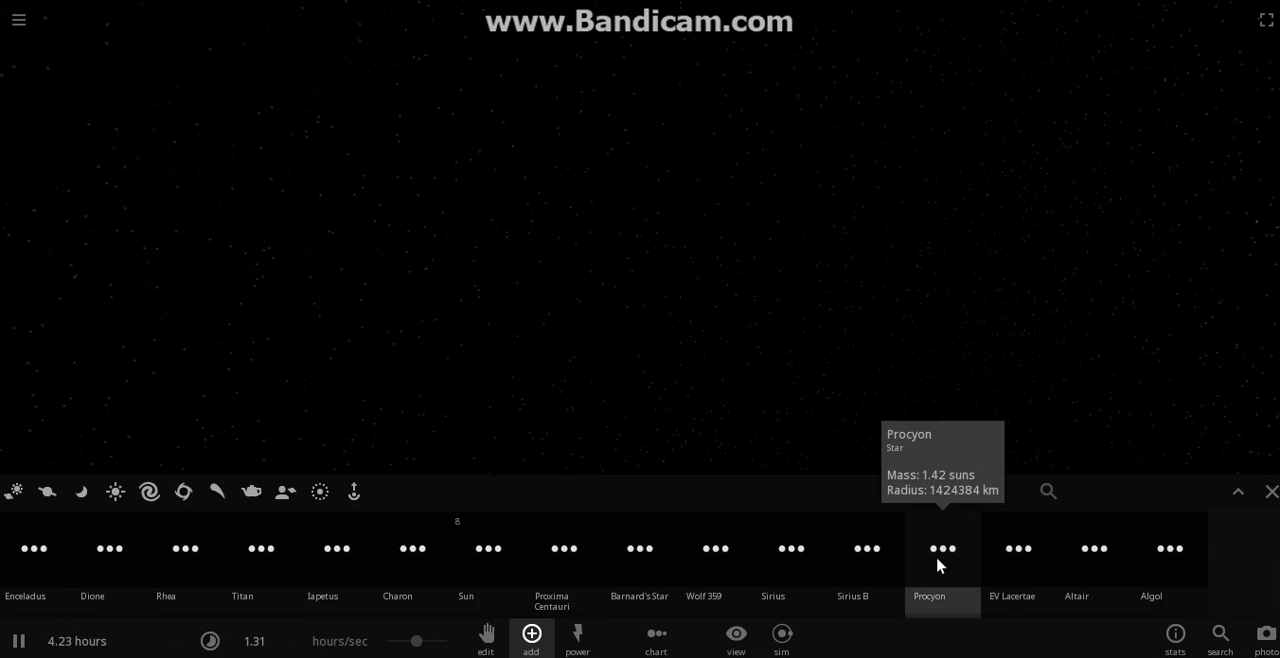 www.Bandicam.com
Procyon
Star
Mass: 1.42 suns
Radius: 1424384 km
8
Enceladus
Dione
Rhea
Titan
Iapetus
Charon
Sun
Proxima
Centauri
Barnard's Star
Wolf 359
Sirius
Sirius B
Procyon
EV Lacertae
Altair
Algol
4.23 hours
1.31
hours/sec
edit
add
power
chart
view
sim
stats
search
photo